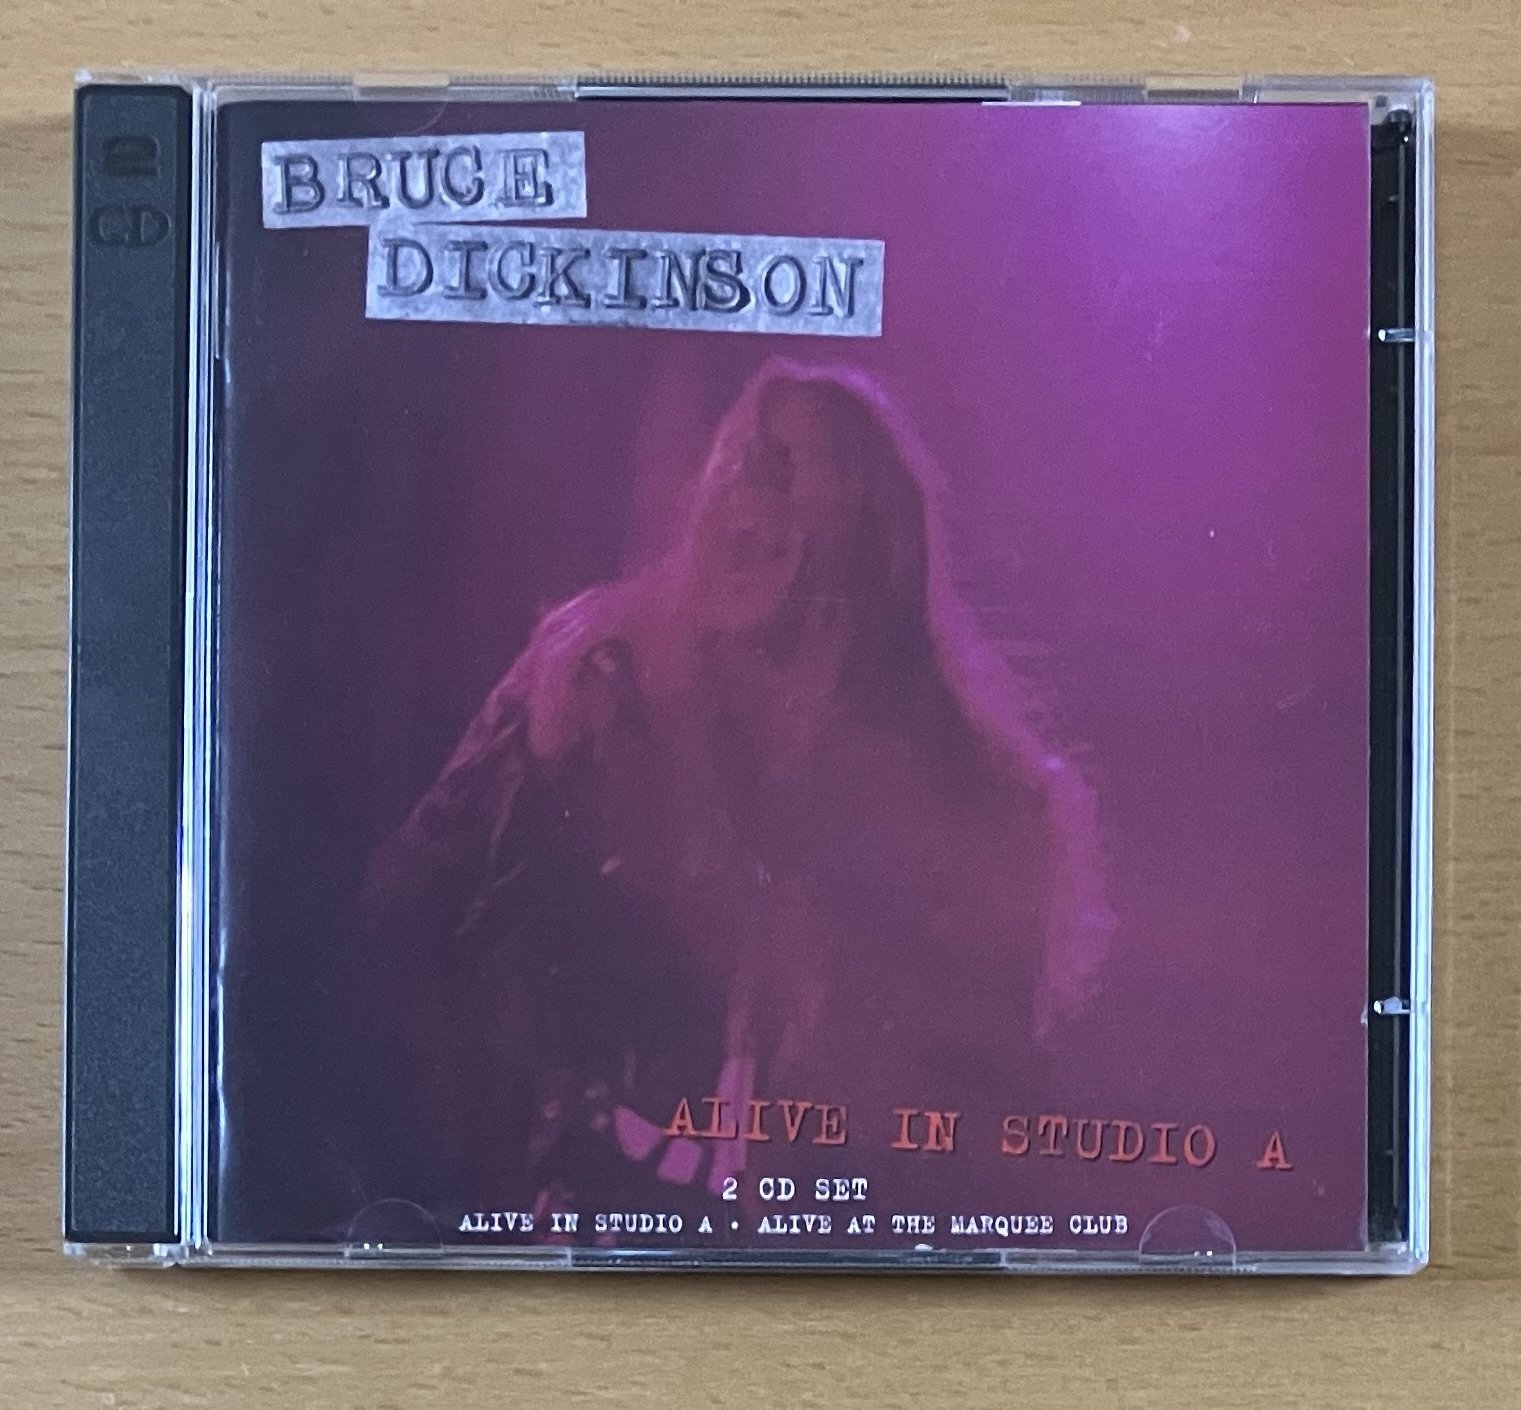 2
CD
BRUCE
DICKINSON
ALIVE IN STUDIO A
2 CD SET
ALIVE IN STUDIO A • ALIVE AT THE MARQUEE CLUB